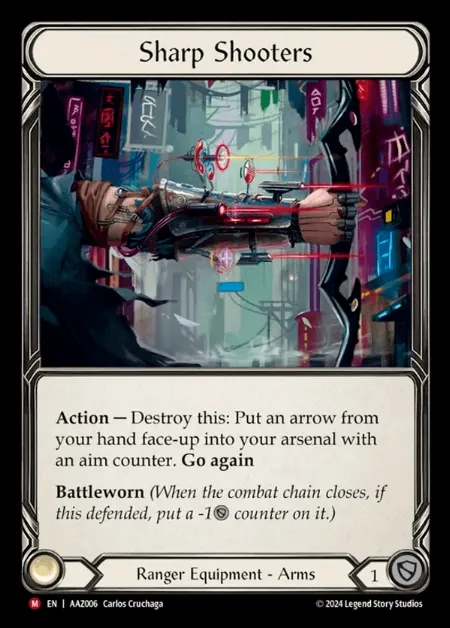 Sharp Shooters
Action — Destroy this: Put an arrow from
your hand face-up into your arsenal with
an aim counter. Go again
Battleworn (When the combat chain closes, if
this defended, put a -1 counter on it.)
Ranger Equipment - Arms
1
M EN | AAZ006 Carlos Cruchaga
© 2024 Legend Story Studios